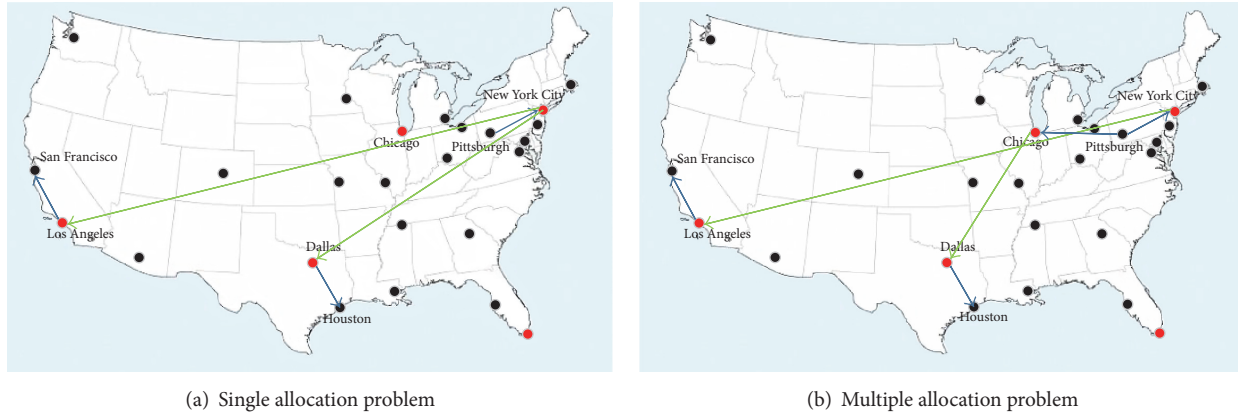 New York City
Chicago
Pittsburgh
San Francisco
Los Angeles
Dallas
Houston
New York City
Chicago
Pittsburgh
San Francisco
Los Angeles
Dallas
Houston
(a) Single allocation problem
(b) Multiple allocation problem